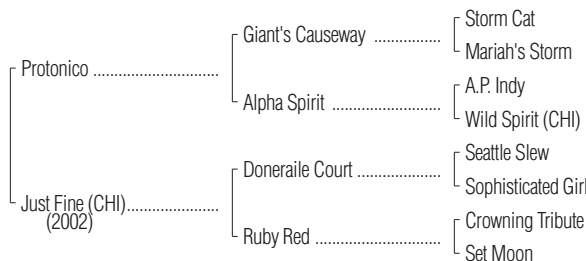 Storm Cat
Giant's Causeway ..................
Mariah's Storm
Protonico ............................
A.P. Indy
Alpha Spirit ..........................
Wild Spirit (CHI)
Seattle Slew
Doneraile Court .....................
Sophisticated Girl
Just Fine (CHI)....................
(2002)
Crowning Tribute
Ruby Red ..............................
Set Moon